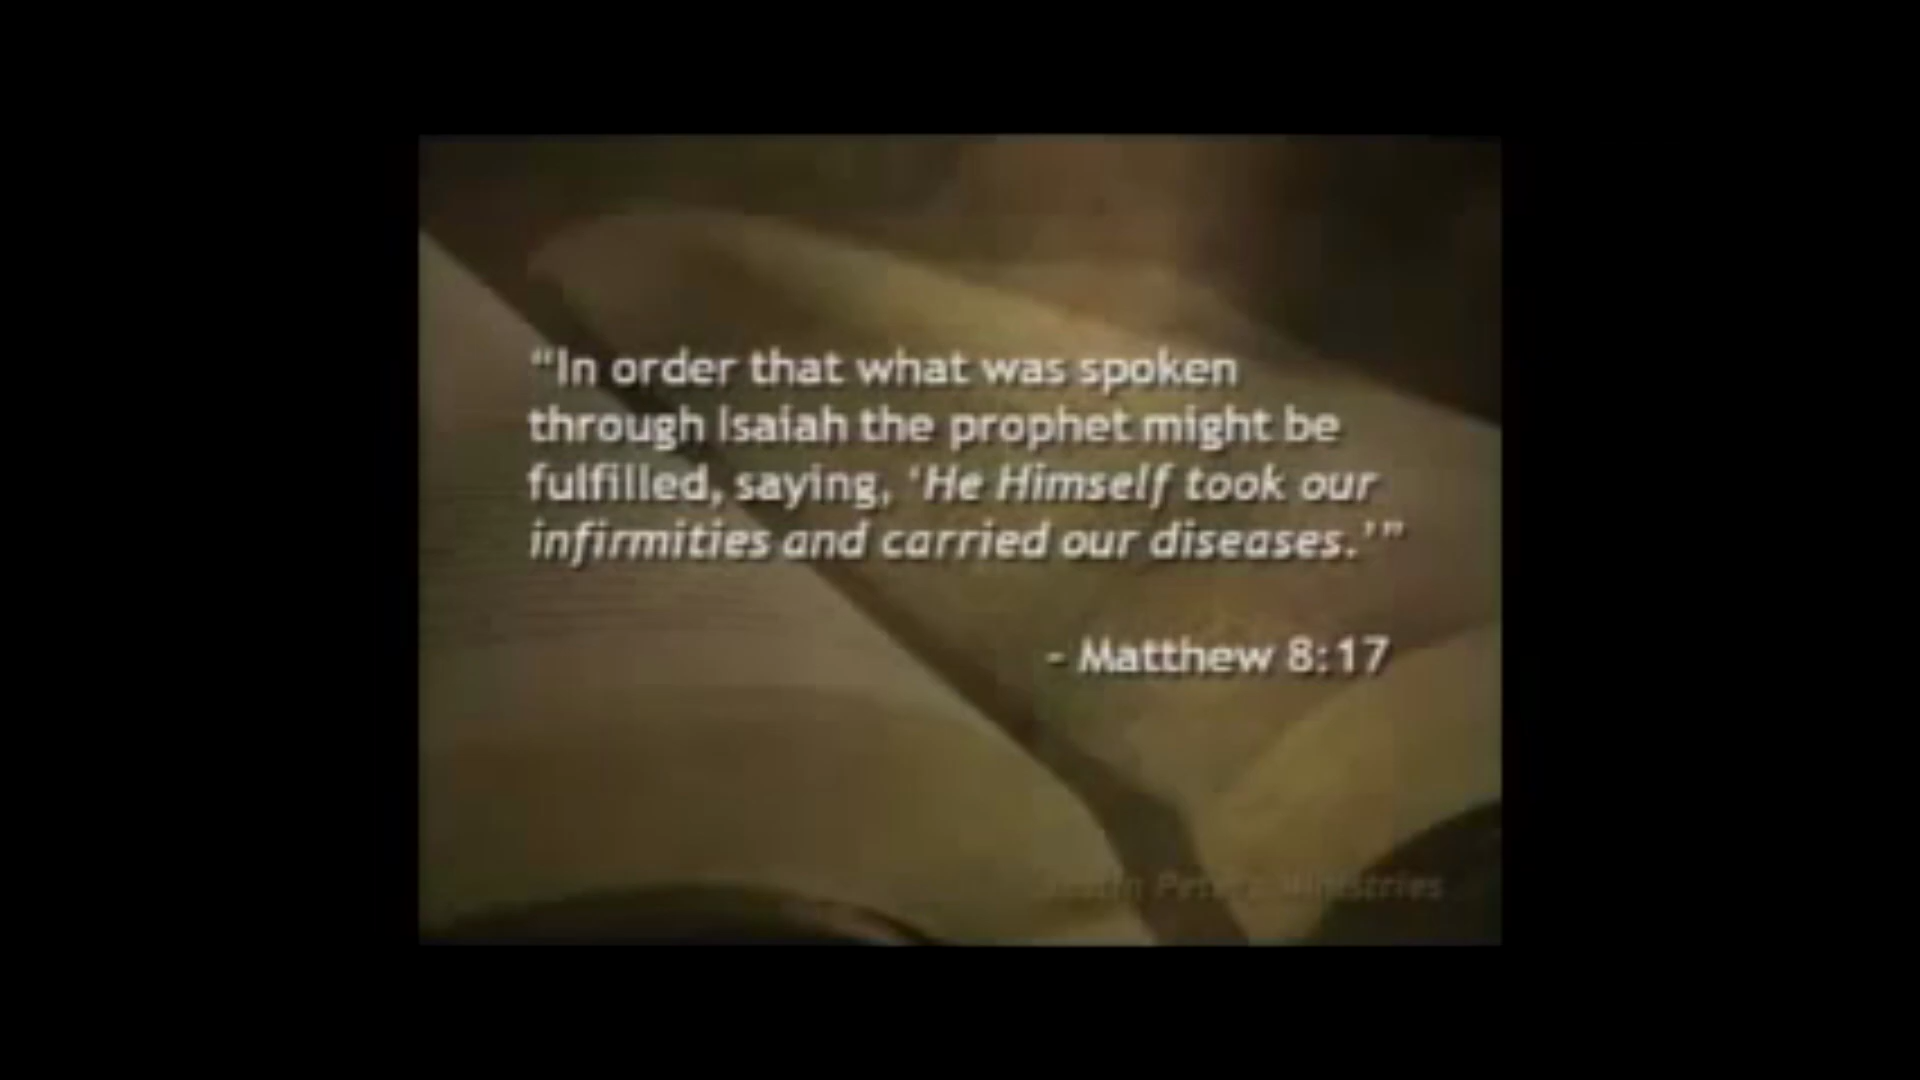 “In order that what was spoken
through Isaiah the prophet might be
fulfilled, saying, ‘He Himself took our
infirmities and carried our diseases.’”
- Matthew 8:17
Ministries